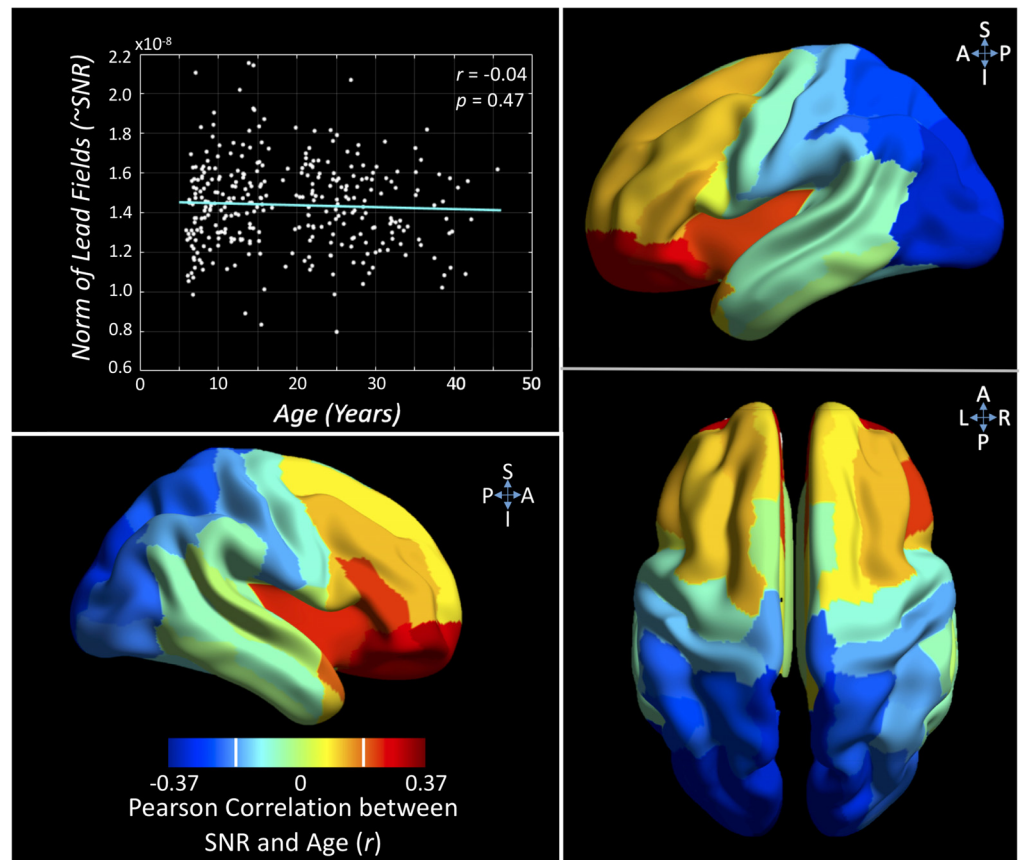 x10-8
2.2
2.0
1.8
1.6
1.4
1.2
1.0
0.8
0.6
Norm of Lead Fields (~SNR)
r = -0.04
p = 0.47
0 10 20 30 40 50
Age (Years)
S
A P
I
A
L R
P
S
P A
I
-0.37 0 0.37
Pearson Correlation between
SNR and Age (r)